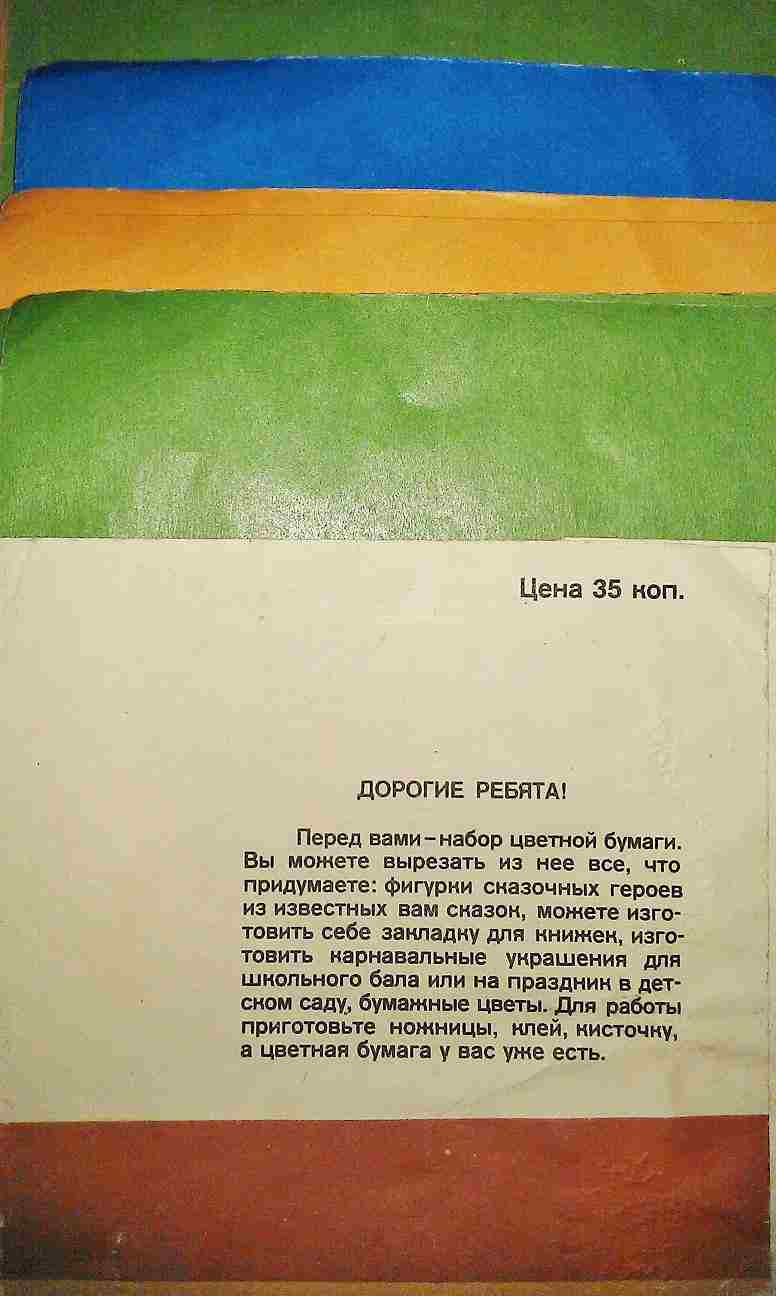 Цена 35 коп.
ДОРОГИЕ РЕБЯТА!
Перед вами – набор цветной бумаги.
Вы можете вырезать из нее все, что
придумаете: фигурки сказочных героев
из известных вам сказок, можете изго-
товить себе закладку для книжек, изго-
товить карнавальные украшения для
школьного бала или на праздник в дет-
ском саду, бумажные цветы. Для работы
приготовьте ножницы, клей, кисточку,
а цветная бумага у вас уже есть.